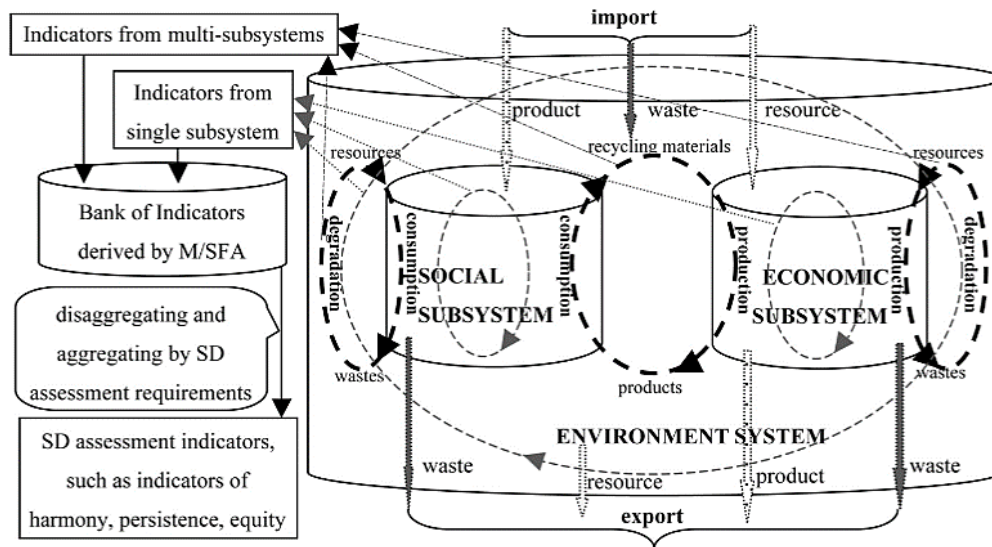 import
Indicators from multi-subsystems
Indicators from
single subsystem
product
waste
resource
resources
recycling materials
resources
Bank of Indicators
derived by M/SFA
degradation
consumption
SOCIAL
SUBSYSTEM
consumption
production
ECONOMIC
SUBSYSTEM
production
degradation
disaggregating and
aggregating by SD
assessment requirements
wastes
products
wastes
SD assessment indicators,
such as indicators of
harmony, persistence, equity
ENVIRONMENT SYSTEM
waste
resource
product
waste
export